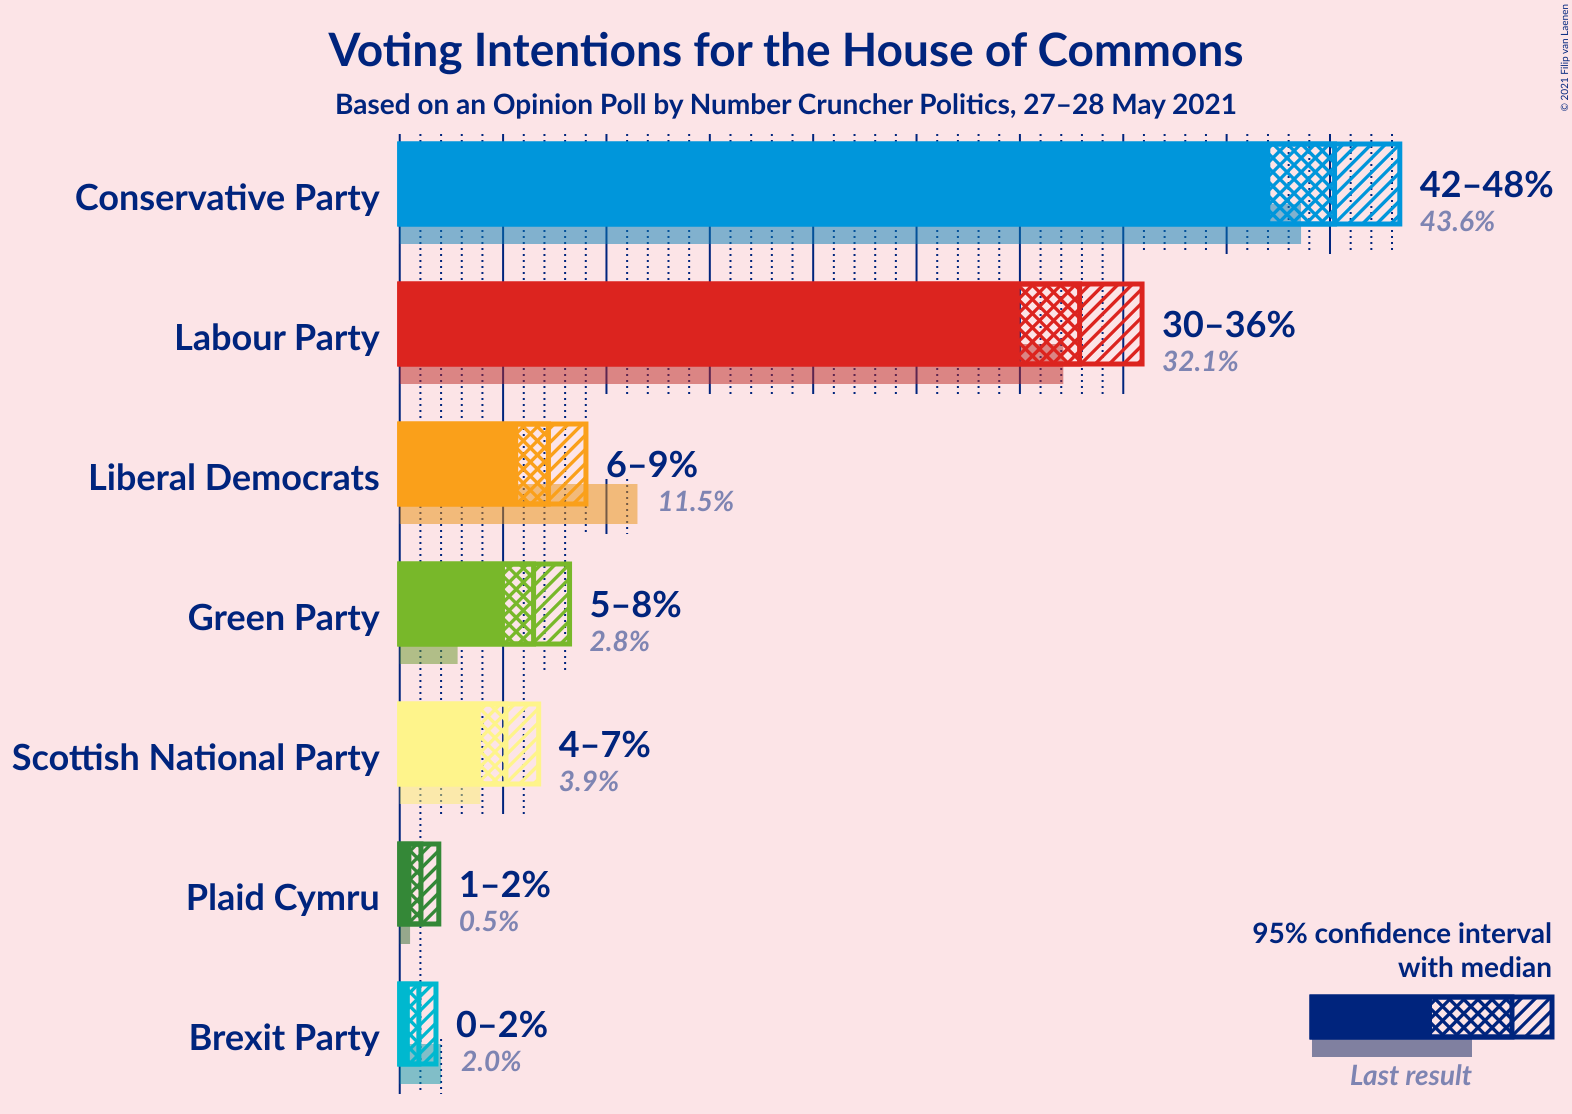 Voting Intentions for the House of Commons
Based on an Opinion Poll by Number Cruncher Politics, 27–28 May 2021
© 2021 Filip van Laenen
Conservative Party
42–48%
43.6%
Labour Party
30–36%
32.1%
Liberal Democrats
6–9%
11.5%
Green Party
5–8%
2.8%
Scottish National Party
4–7%
3.9%
Plaid Cymru
1–2%
0.5%
Brexit Party
0–2%
2.0%
95% confidence interval
with median
Last result